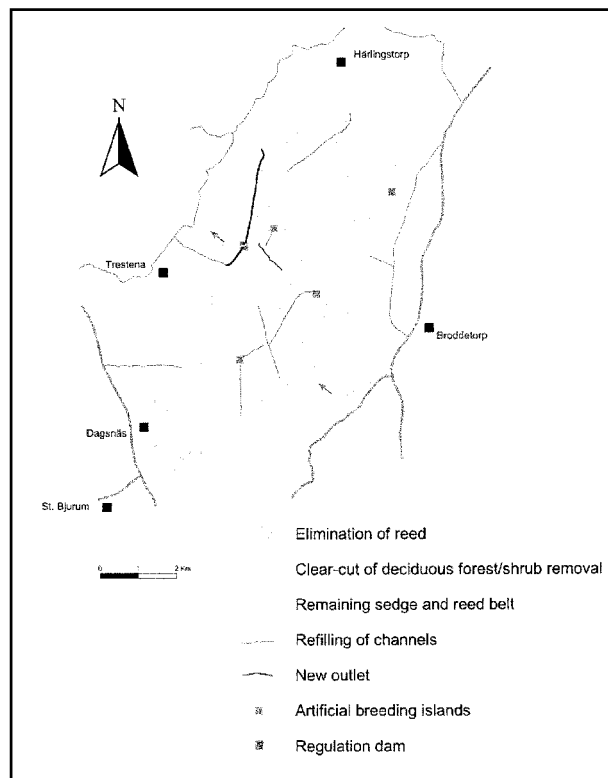 Härlingstorp
N
Trestena
Broddetorp
Dagsnäs
St. Bjurum
0 2 Km
Elimination of reed
Clear-cut of deciduous forest/shrub removal
Remaining sedge and reed belt
Refilling of channels
New outlet
Artificial breeding islands
Regulation dam